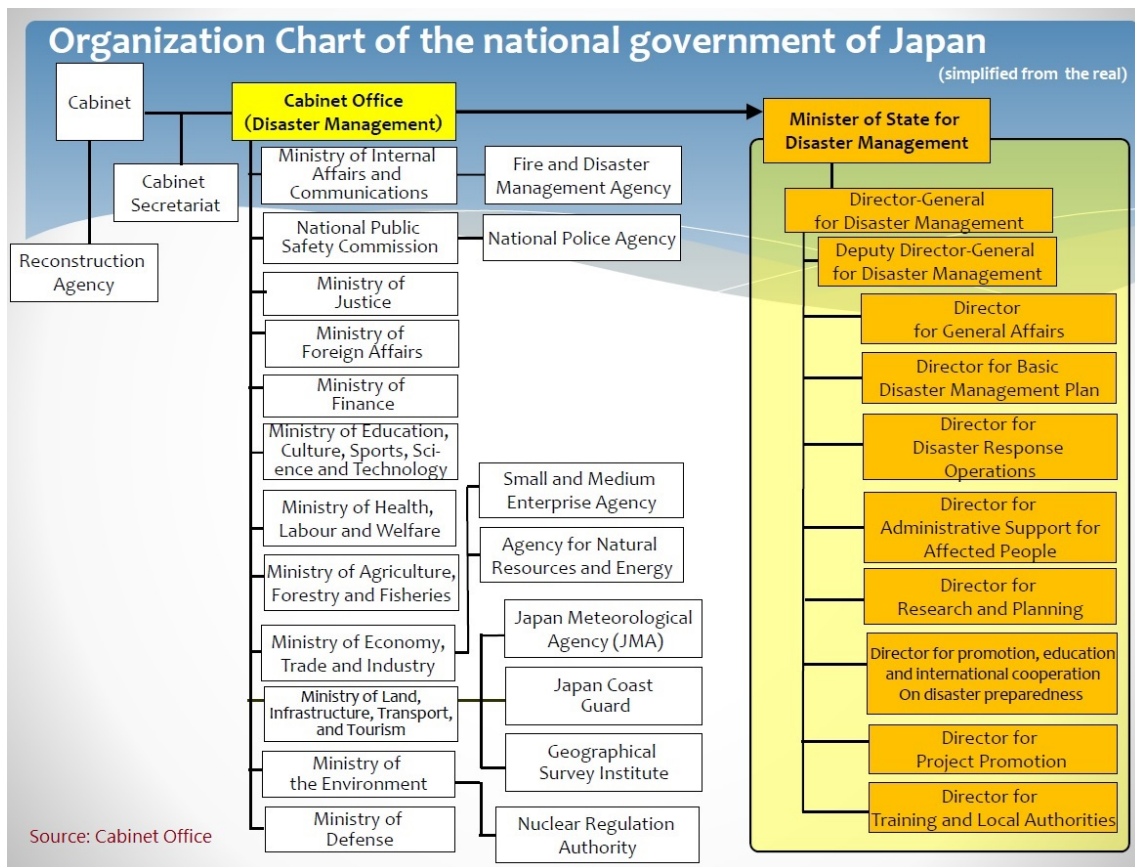 Organization Chart of the national government of Japan
(simplified from the real)
Cabinet
Cabinet Office
(Disaster Management)
Minister of State for
Disaster Management
Cabinet
Secretariat
Reconstruction
Agency
Ministry of Internal
Affairs and
Communications
Fire and Disaster
Management Agency
National Public
Safety Commission
National Police Agency
Ministry of
Justice
Ministry of
Foreign Affairs
Ministry of
Finance
Ministry of Education,
Culture, Sports, Sci-
ence and Technology
Ministry of Health,
Labour and Welfare
Ministry of Agriculture,
Forestry and Fisheries
Ministry of Economy,
Trade and Industry
Small and Medium
Enterprise Agency
Agency for Natural
Resources and Energy
Ministry of Land,
Infrastructure, Transport,
and Tourism
Japan Meteorological
Agency (JMA)
Japan Coast
Guard
Geographical
Survey Institute
Ministry of
the Environment
Nuclear Regulation
Authority
Ministry of
Defense
Director-General
for Disaster Management
Deputy Director-General
for Disaster Management
Director
for General Affairs
Director for Basic
Disaster Management Plan
Director for
Disaster Response
Operations
Director for
Administrative Support for
Affected People
Director for
Research and Planning
Director for promotion, education
and international cooperation
On disaster preparedness
Director for
Project Promotion
Director for
Training and Local Authorities
Source: Cabinet Office